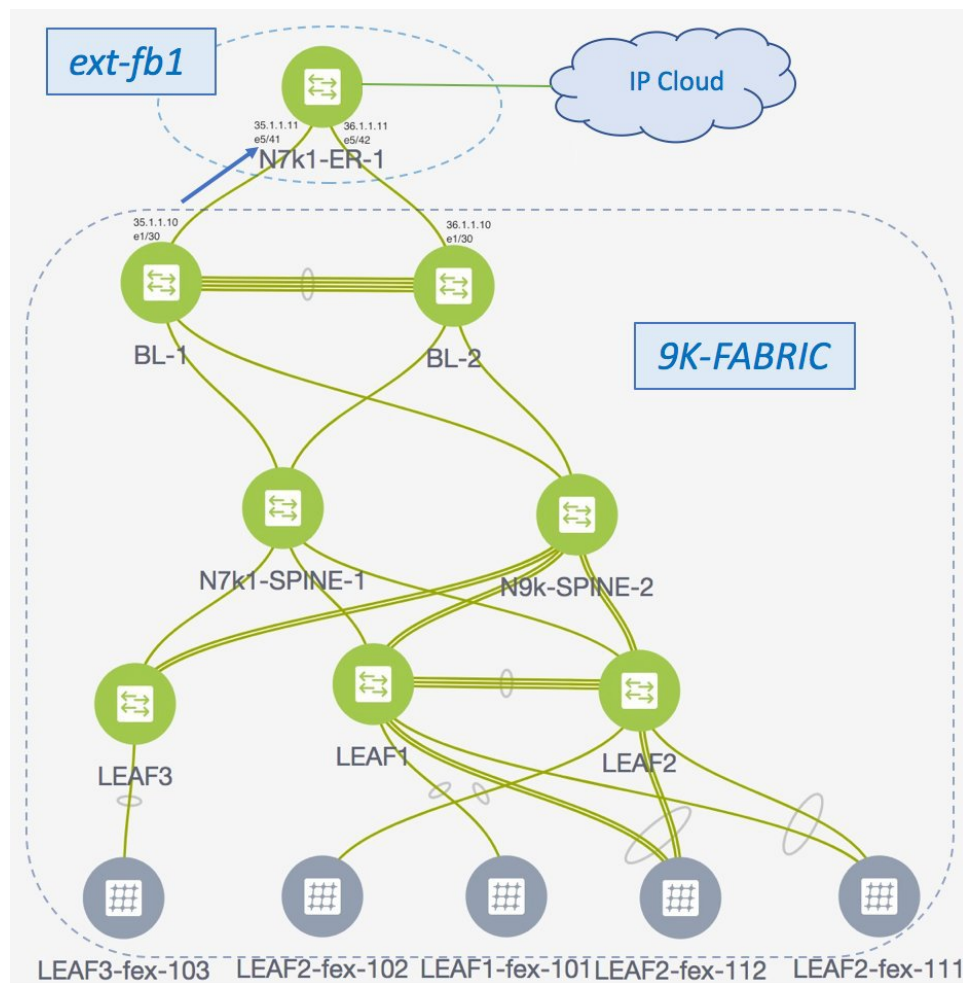 ext-fb1
IP Cloud
35.1.1.11
e5/41
36.1.1.11
e5/42
N7k1-ER-1
35.1.1.10
e1/30
36.1.1.10
e1/30
BL-1
BL-2
9K-FABRIC
N7k1-SPINE-1
N9k-SPINE-2
LEAF3
LEAF1
LEAF2
LEAF3-fex-103
LEAF2-fex-102
LEAF1-fex-101
LEAF2-fex-112
LEAF2-fex-111